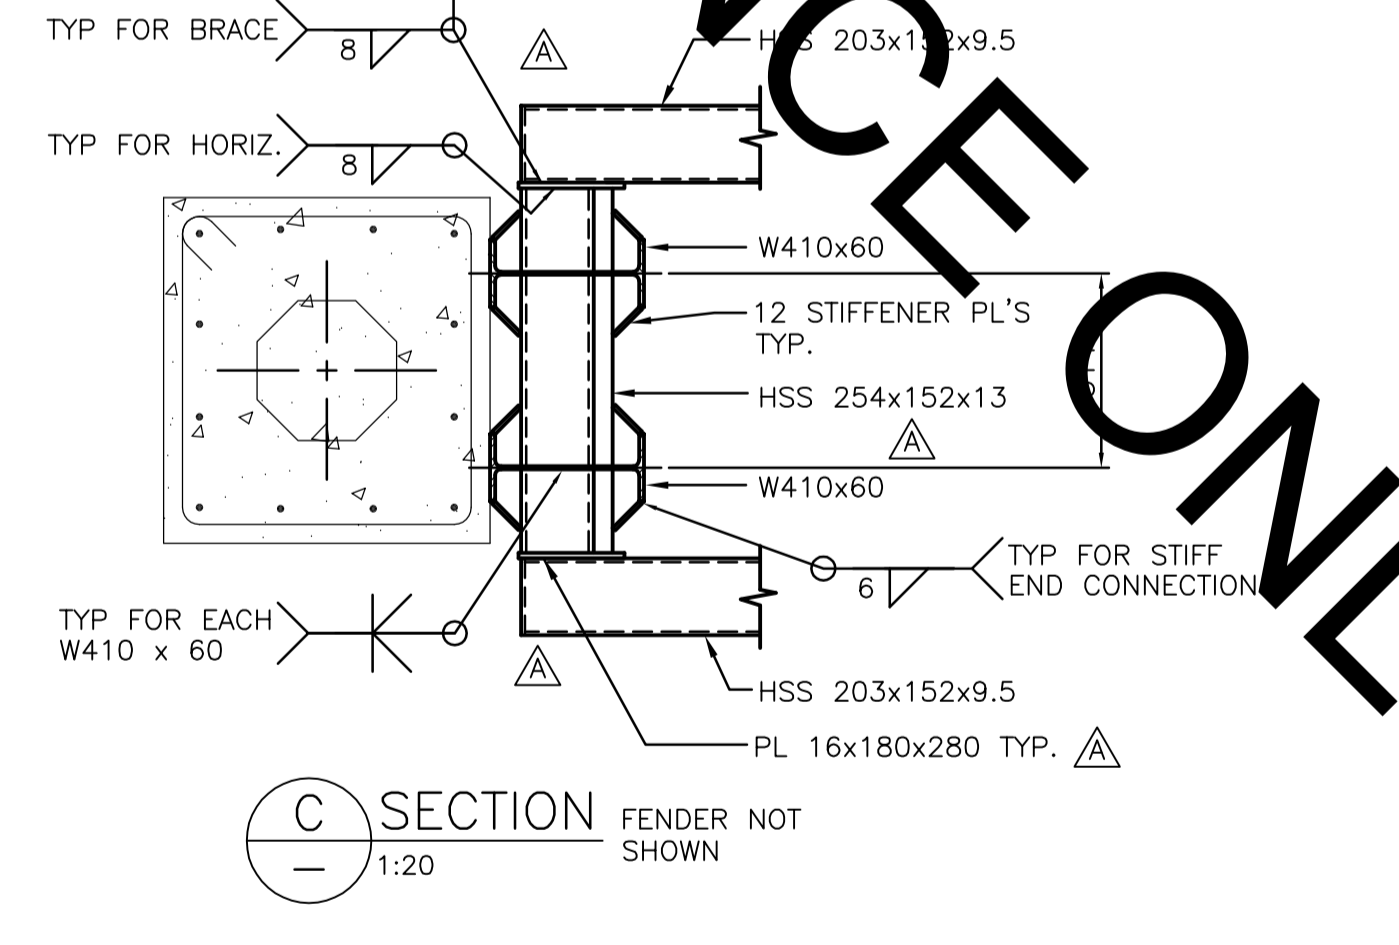 TYP FOR BRACE
8
A
HSS 203x152x9.5
TYP FOR HORIZ.
8
W410x60
12 STIFFENER PL'S
TYP.
HSS 254x152x13
A
W410x60
TYP FOR STIFF
END CONNECTION
6
TYP FOR EACH
W410 x 60
A
HSS 203x152x9.5
PL 16x180x280 TYP.
A
C
SECTION
FENDER NOT
SHOWN
1:20
NCE ONL